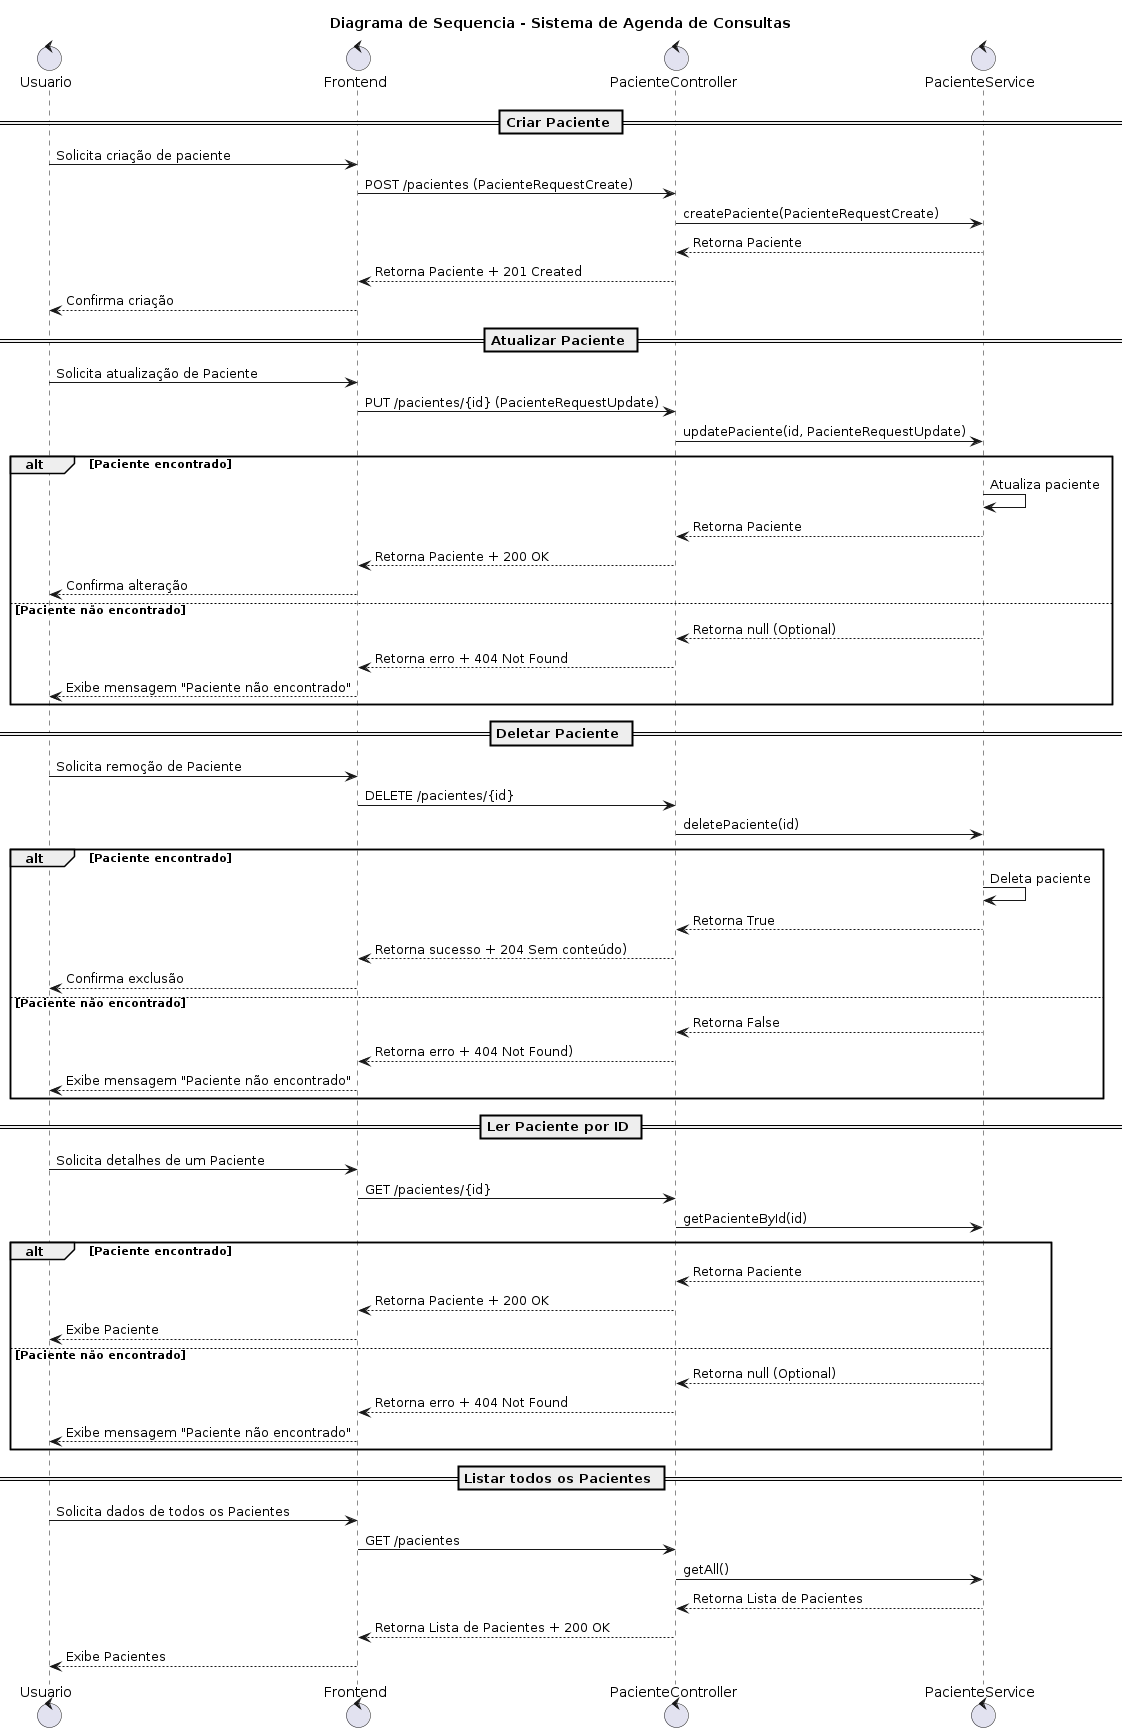 Diagrama de Sequencia - Sistema de Agenda de Consultas
Usuario
Frontend
PacienteController
PacienteService
Criar Paciente
Solicita criação de paciente
POST /pacientes (PacienteRequestCreate)
createPaciente(PacienteRequestCreate)
Retorna Paciente
Retorna Paciente + 201 Created
Confirma criação
Atualizar Paciente
Solicita atualização de Paciente
PUT /pacientes/{id} (PacienteRequestUpdate)
updatePaciente(id, PacienteRequestUpdate)
alt
[Paciente encontrado]
Atualiza paciente
Retorna Paciente
Retorna Paciente + 200 OK
Confirma alteração
[Paciente não encontrado]
Retorna null (Optional)
Retorna erro + 404 Not Found
Exibe mensagem "Paciente não encontrado"
Deletar Paciente
Solicita remoção de Paciente
DELETE /pacientes/{id}
deletePaciente(id)
alt
[Paciente encontrado]
Deleta paciente
Retorna True
Retorna sucesso + 204 Sem conteúdo)
Confirma exclusão
[Paciente não encontrado]
Retorna False
Retorna erro + 404 Not Found)
Exibe mensagem "Paciente não encontrado"
Ler Paciente por ID
Solicita detalhes de um Paciente
GET /pacientes/{id}
getPacienteById(id)
alt
[Paciente encontrado]
Retorna Paciente
Retorna Paciente + 200 OK
Exibe Paciente
[Paciente não encontrado]
Retorna null (Optional)
Retorna erro + 404 Not Found
Exibe mensagem "Paciente não encontrado"
Listar todos os Pacientes
Solicita dados de todos os Pacientes
GET /pacientes
getAll()
Retorna Lista de Pacientes
Retorna Lista de Pacientes + 200 OK
Exibe Pacientes
Usuario
Frontend
PacienteController
PacienteService